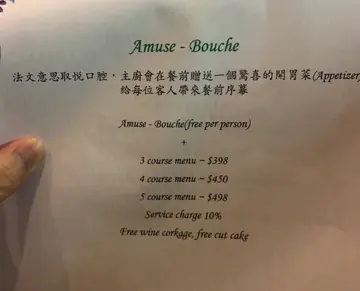 Amuse - Bouche
法文意思取悅口腔，主廚會在餐前贈送一個驚喜的開胃菜(Appetizer)
給每位客人帶來餐前序幕
Amuse - Bouche(free per person)
+
3 course menu ~ $398
4 course menu ~ $450
5 course menu ~ $498
Service charge 10%
Free wine corkage, free cut cake